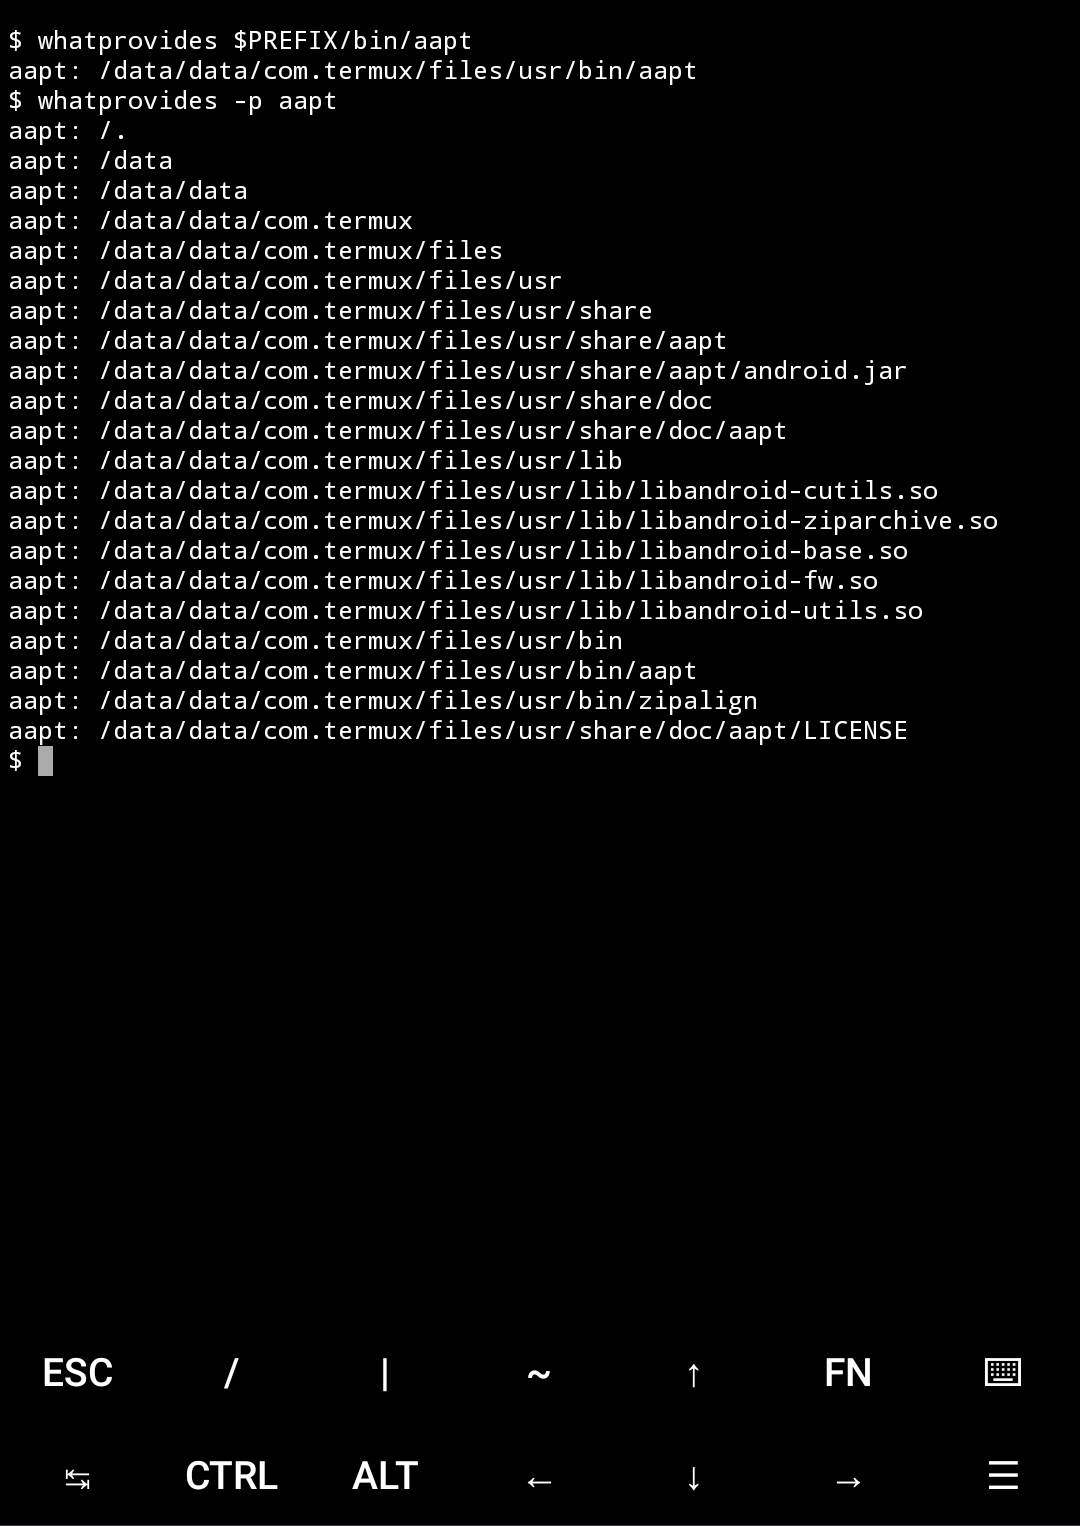 $ whatprovides $PREFIX/bin/aapt
aapt: /data/data/com.termux/files/usr/bin/aapt
$ whatprovides -p aapt
aapt: /.
aapt: /data
aapt: /data/data
aapt: /data/data/com.termux
aapt: /data/data/com.termux/files
aapt: /data/data/com.termux/files/usr
aapt: /data/data/com.termux/files/usr/share
aapt: /data/data/com.termux/files/usr/share/aapt
aapt: /data/data/com.termux/files/usr/share/aapt/android.jar
aapt: /data/data/com.termux/files/usr/share/doc
aapt: /data/data/com.termux/files/usr/share/doc/aapt
aapt: /data/data/com.termux/files/usr/lib
aapt: /data/data/com.termux/files/usr/lib/libandroid-cutils.so
aapt: /data/data/com.termux/files/usr/lib/libandroid-ziparchive.so
aapt: /data/data/com.termux/files/usr/lib/libandroid-base.so
aapt: /data/data/com.termux/files/usr/lib/libandroid-fw.so
aapt: /data/data/com.termux/files/usr/lib/libandroid-utils.so
aapt: /data/data/com.termux/files/usr/bin
aapt: /data/data/com.termux/files/usr/bin/aapt
aapt: /data/data/com.termux/files/usr/bin/zipalign
aapt: /data/data/com.termux/files/usr/share/doc/aapt/LICENSE
$
ESC / | ~ ↑ FN ⌨
↹ CTRL ALT ← ↓ → ☰